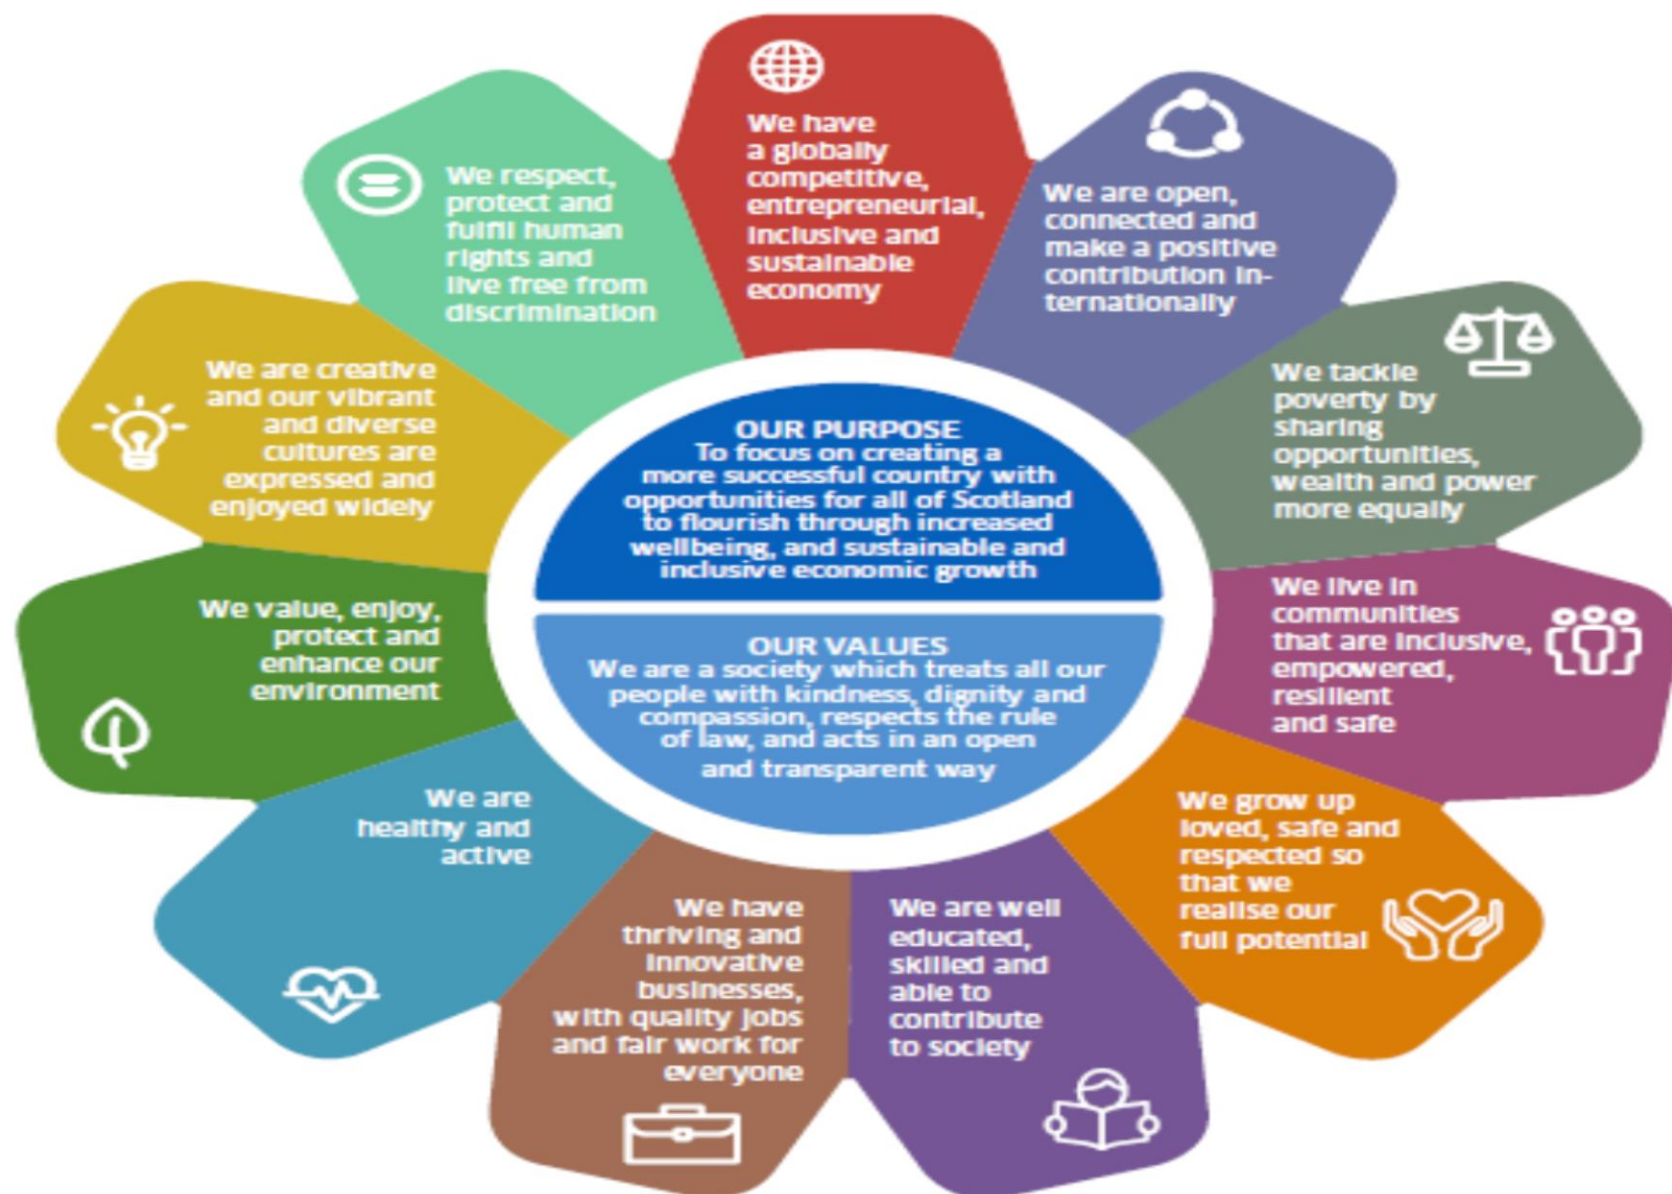 We have
a globally
competitive,
entrepreneurial,
inclusive and
sustainable
economy
We are open,
connected and
make a positive
contribution in-
ternationally
We tackle
poverty by
sharing
opportunities,
wealth and power
more equally
We live in
communities
that are inclusive,
empowered,
resilient
and safe
We grow up
loved, safe and
respected so
that we
realise our
full potential
We are well
educated,
skilled and
able to
contribute
to society
We have
thriving and
innovative
businesses,
with quality jobs
and fair work for
everyone
We are
healthy and
active
We value, enjoy,
protect and
enhance our
environment
We are creative
and our vibrant
and diverse
cultures are
expressed and
enjoyed widely
We respect,
protect and
fulfil human
rights and
live free from
discrimination
OUR PURPOSE
To focus on creating a
more successful country with
opportunities for all of Scotland
to flourish through increased
wellbeing, and sustainable and
inclusive economic growth
OUR VALUES
We are a society which treats all our
people with kindness, dignity and
compassion, respects the rule
of law, and acts in an open
and transparent way